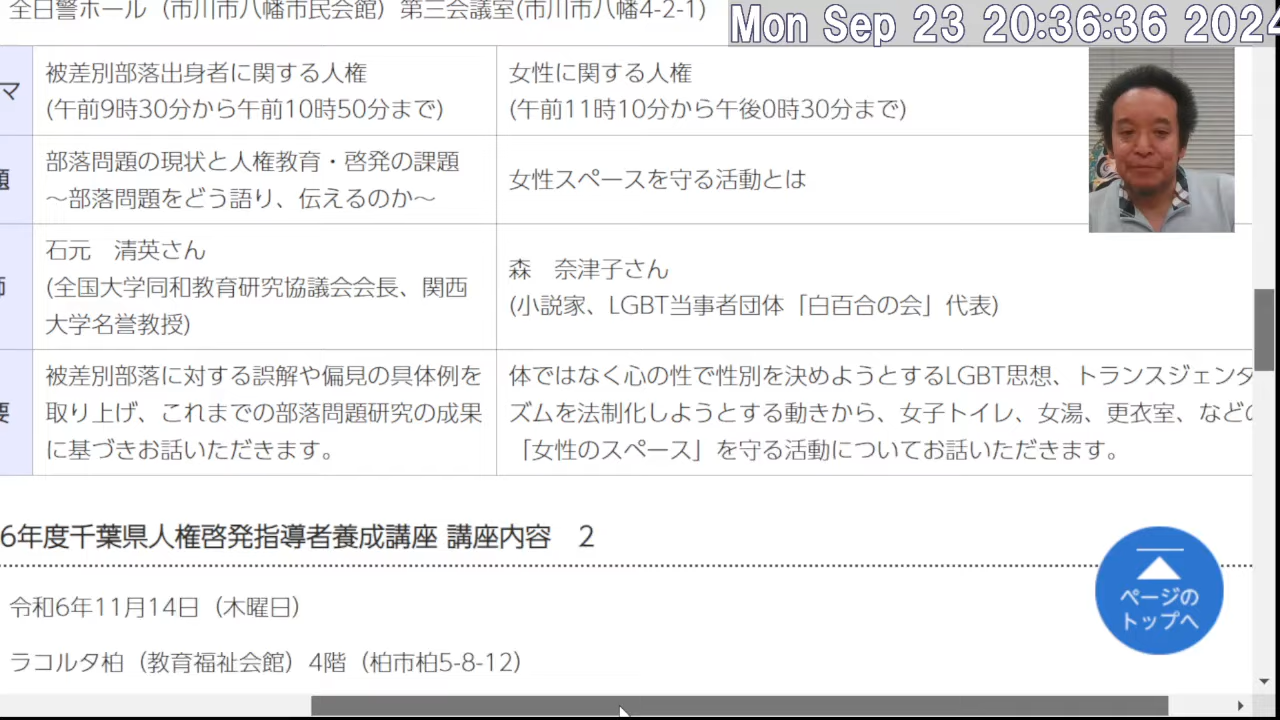 全日警ホール（市川市八幡市民会館）第三会議室(市川市八幡4-2-1)
Mon Sep 23 20:36:36 2024
マ
被差別部落出身者に関する人権
(午前9時30分から午前10時50分まで)
女性に関する人権
(午前11時10分から午後0時30分まで)
題
部落問題の現状と人権教育・啓発の課題
～部落問題をどう語り、伝えるのか～
女性スペースを守る活動とは
師
石元　清英さん
(全国大学同和教育研究協議会会長、関西
大学名誉教授)
森　奈津子さん
(小説家、LGBT当事者団体「白百合の会」代表)
要
被差別部落に対する誤解や偏見の具体例を
取り上げ、これまでの部落問題研究の成果
に基づきお話いただきます。
体ではなく心の性で性別を決めようとするLGBT思想、トランスジェンダ
ズムを法制化しようとする動きから、女子トイレ、女湯、更衣室、などの
「女性のスペース」を守る活動についてお話いただきます。
6年度千葉県人権啓発指導者養成講座 講座内容　2
令和6年11月14日（木曜日）
ラコルタ柏（教育福祉会館）4階（柏市柏5-8-12）
ページの
トップへ